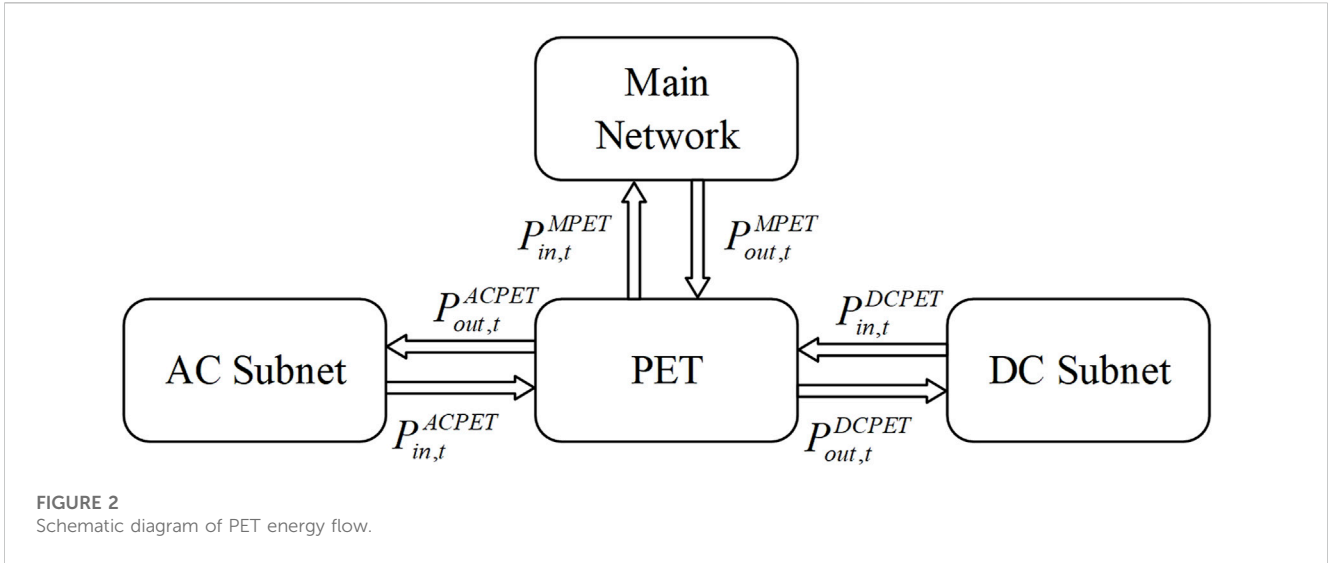 Main
Network
P_{in,t}^{MPET}
P_{out,t}^{MPET}
P_{out,t}^{ACPET}
P_{in,t}^{DCPET}
AC Subnet
PET
DC Subnet
P_{in,t}^{ACPET}
P_{out,t}^{DCPET}
FIGURE 2
Schematic diagram of PET energy flow.